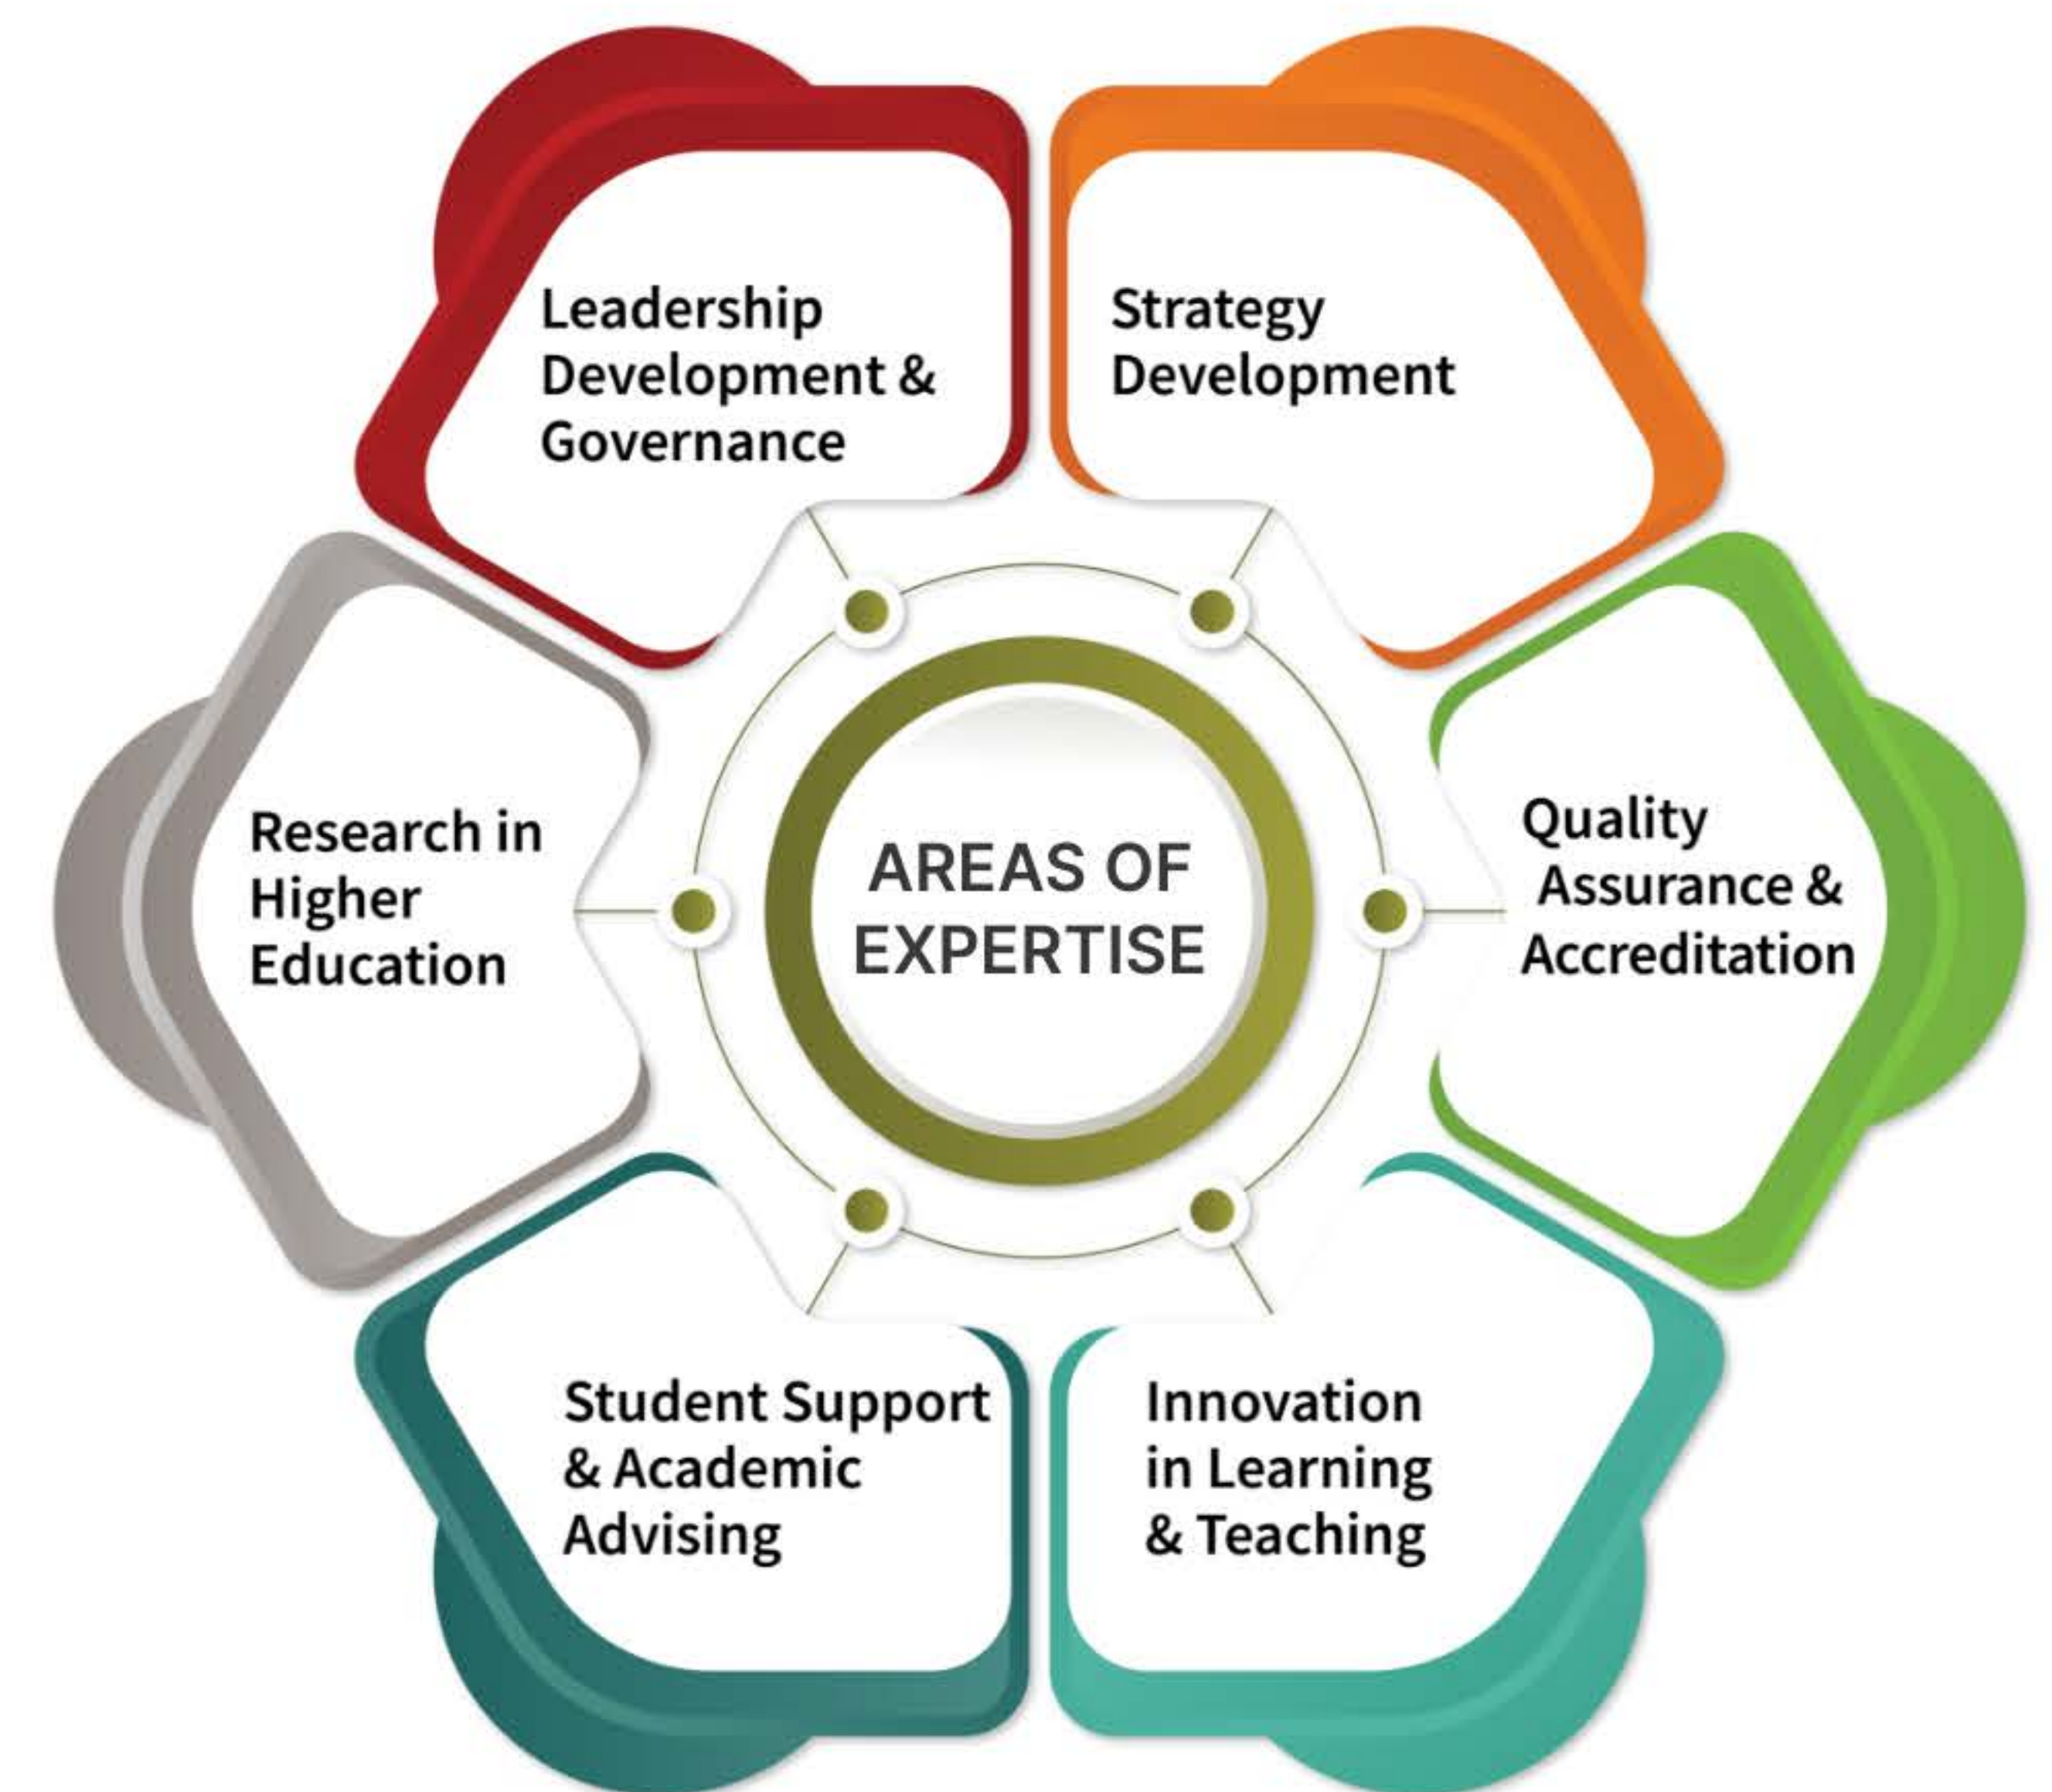 Leadership
Development &
Governance
Strategy
Development
Research in
Higher
Education
AREAS OF
EXPERTISE
Quality
Assurance &
Accreditation
Student Support
& Academic
Advising
Innovation
in Learning
& Teaching